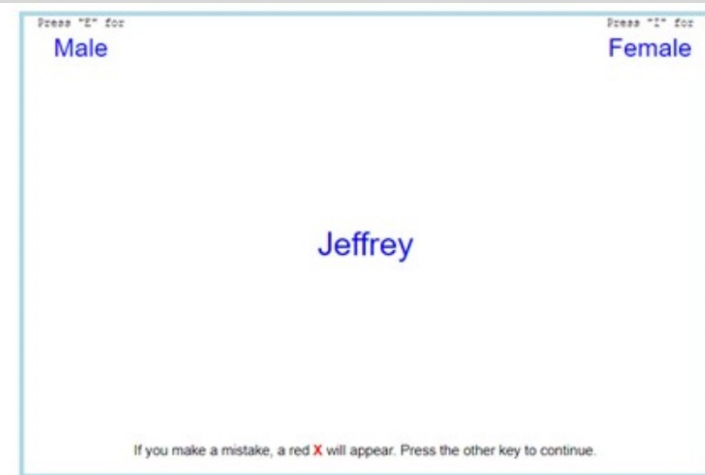 Press "E" for
Press "I" for
Male
Female
Jeffrey
If you make a mistake, a red X will appear. Press the other key to continue.